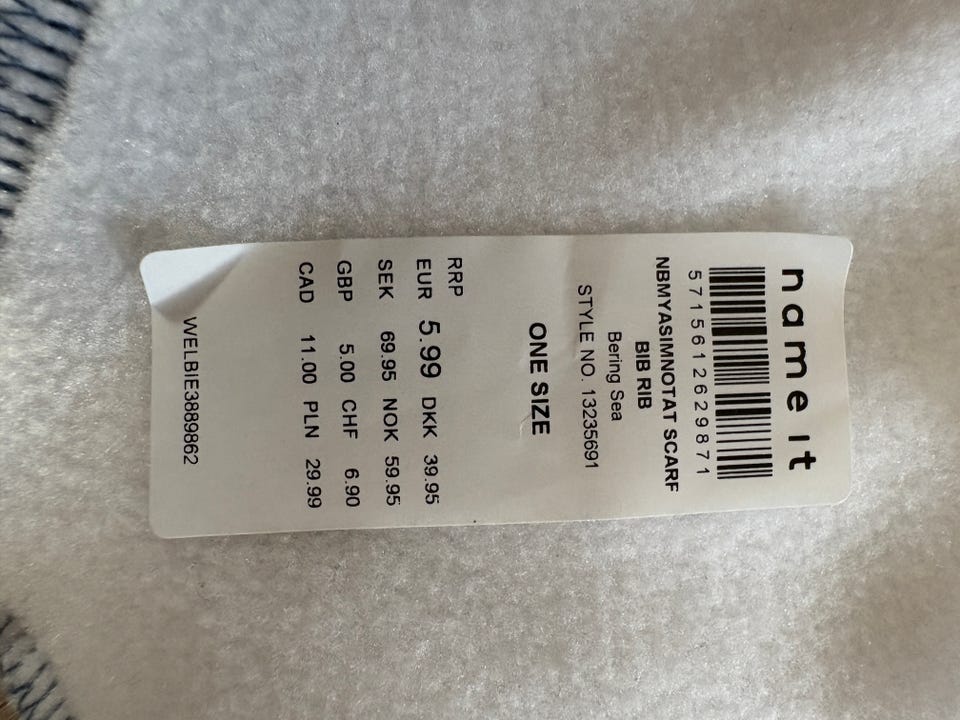 name it
5715612629871
NBMYASIMNOTAT SCARF
BIB RIB
Bering Sea
STYLE NO. 13235691
ONE SIZE
RRP
EUR 5.99 DKK 39.95
SEK 69.95 NOK 59.95
GBP 5.00 CHF 6.90
CAD 11.00 PLN 29.99
WELBIE3889862